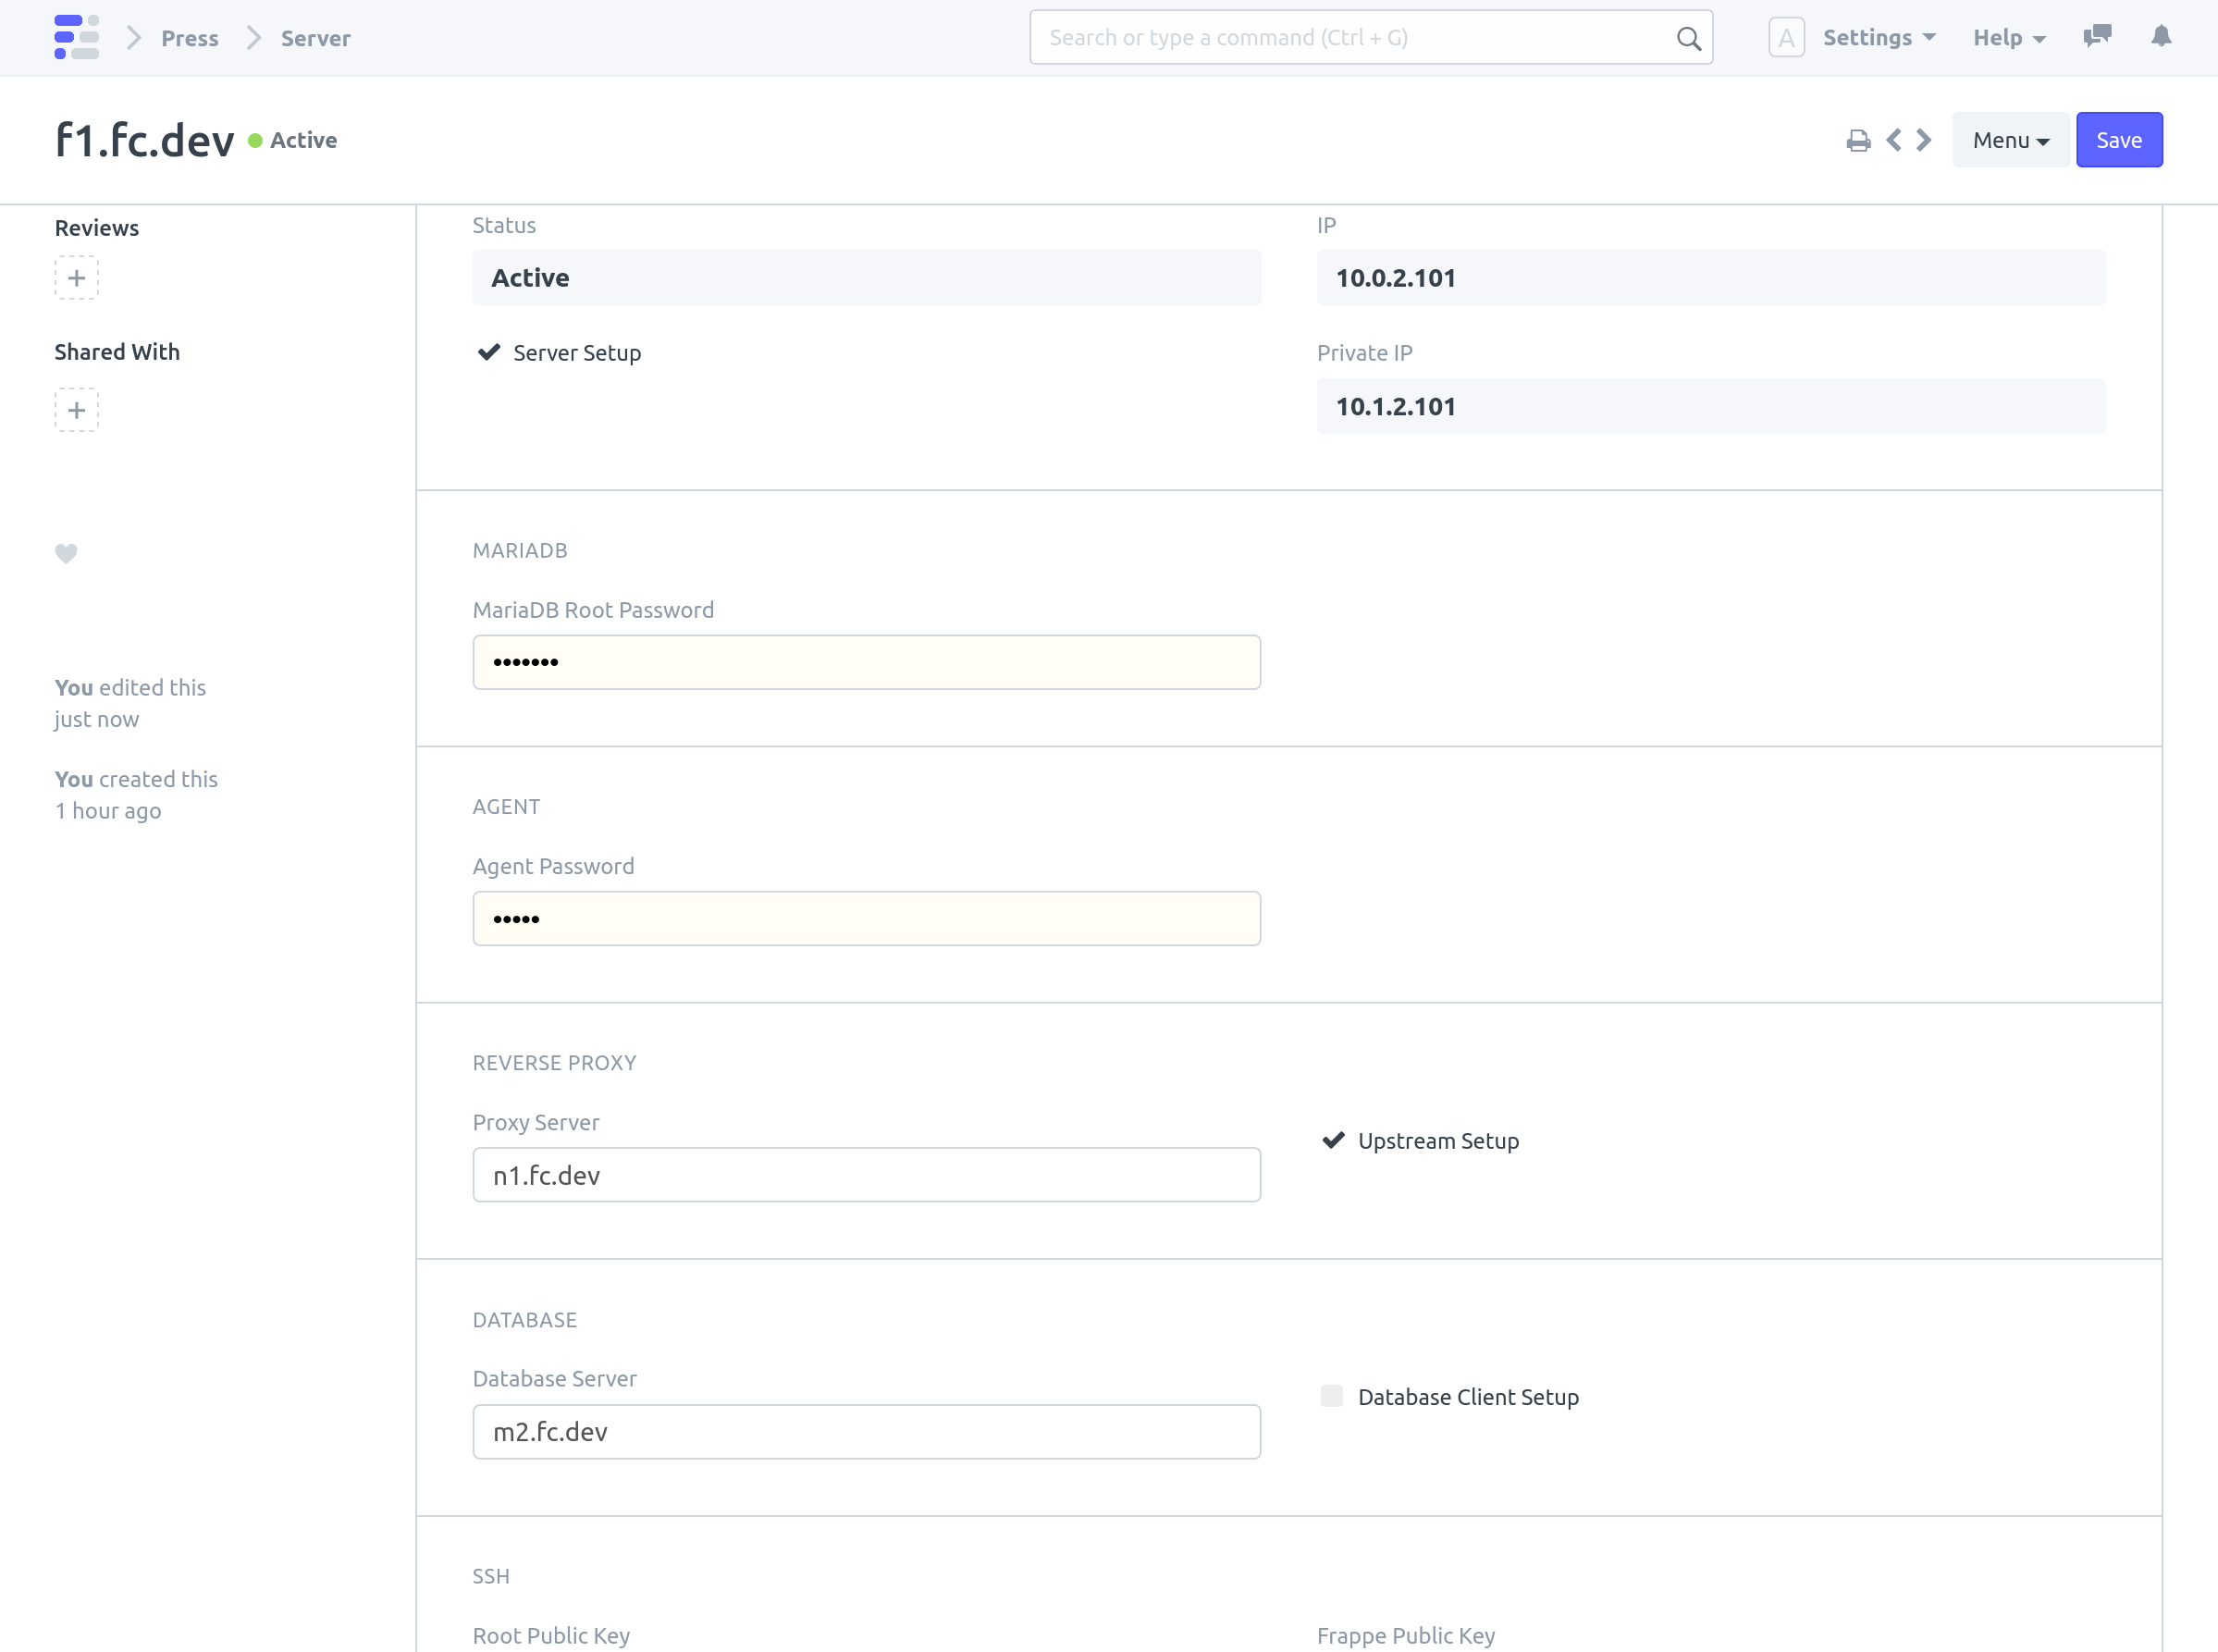 Press
Server
Search or type a command (Ctrl + G)
A
Settings
Help
f1.fc.dev
Active
Menu
Save
Reviews
+
Shared With
+
You edited this
just now
You created this
1 hour ago
Status
Active
IP
10.0.2.101
Server Setup
Private IP
10.1.2.101
MARIADB
MariaDB Root Password
•••••••
AGENT
Agent Password
•••••
REVERSE PROXY
Proxy Server
n1.fc.dev
Upstream Setup
DATABASE
Database Server
m2.fc.dev
Database Client Setup
SSH
Root Public Key
Frappe Public Key